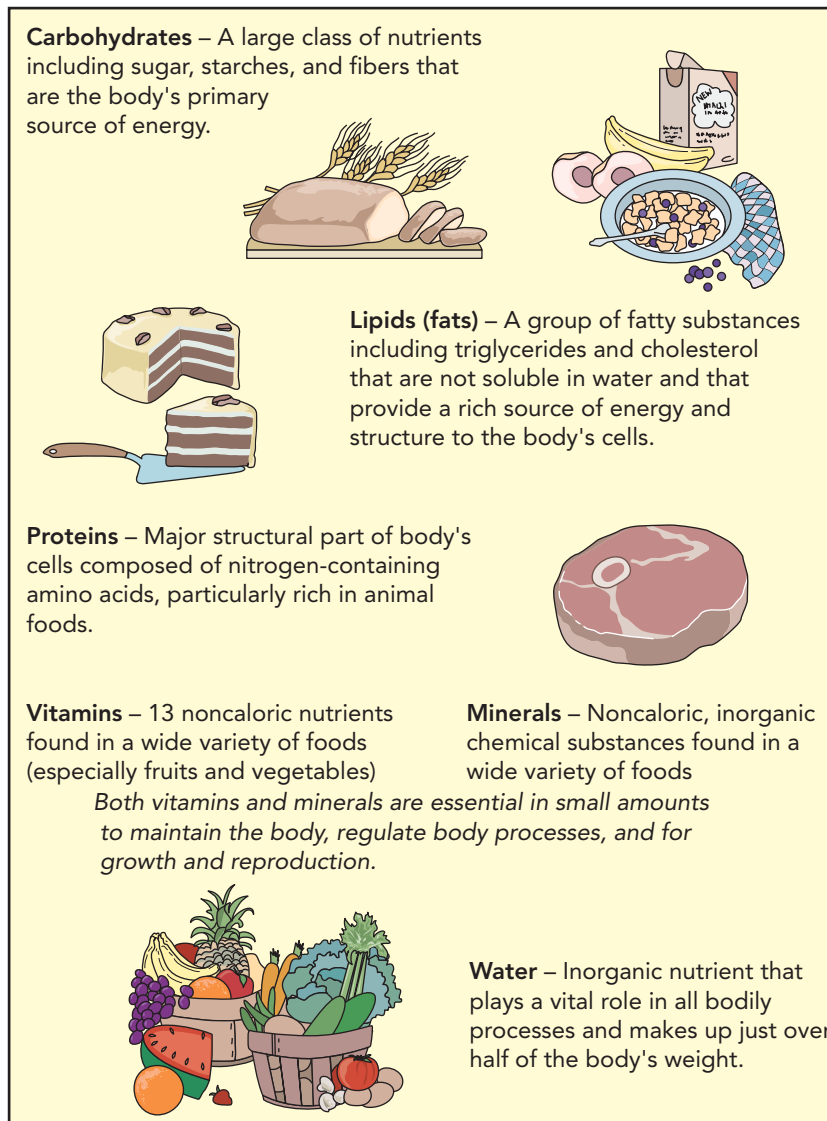 Carbohydrates – A large class of nutrients
including sugar, starches, and fibers that
are the body's primary
source of energy.
NEW
Lipids (fats) – A group of fatty substances
including triglycerides and cholesterol
that are not soluble in water and that
provide a rich source of energy and
structure to the body's cells.
Proteins – Major structural part of body's
cells composed of nitrogen-containing
amino acids, particularly rich in animal
foods.
Vitamins – 13 noncaloric nutrients
found in a wide variety of foods
(especially fruits and vegetables)
Minerals – Noncaloric, inorganic
chemical substances found in a
wide variety of foods
Both vitamins and minerals are essential in small amounts
to maintain the body, regulate body processes, and for
growth and reproduction.
Water – Inorganic nutrient that
plays a vital role in all bodily
processes and makes up just over
half of the body's weight.